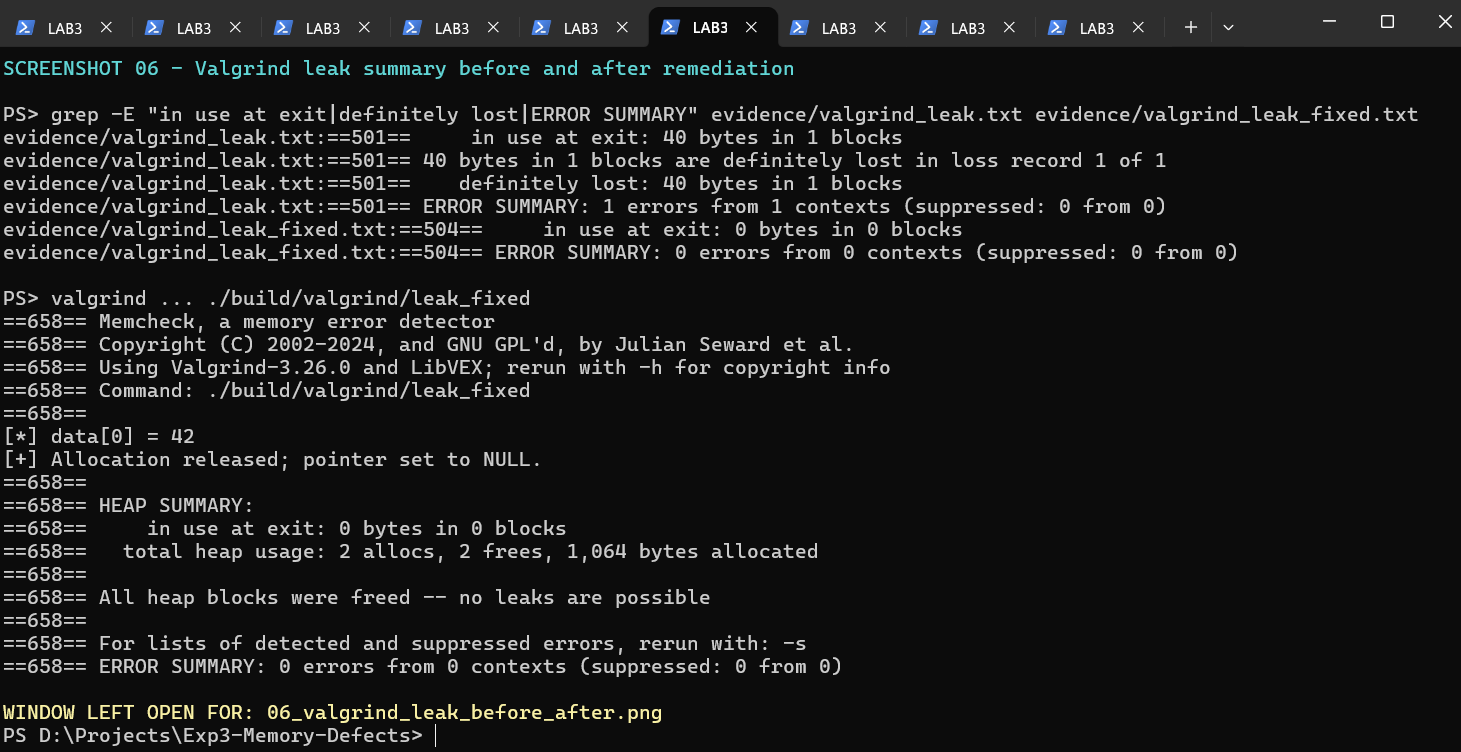 LAB3 LAB3 LAB3 LAB3 LAB3 LAB3 LAB3 LAB3 LAB3
SCREENSHOT 06 - Valgrind leak summary before and after remediation
PS> grep -E "in use at exit|definitely lost|ERROR SUMMARY" evidence/valgrind_leak.txt evidence/valgrind_leak_fixed.txt
evidence/valgrind_leak.txt:==501==     in use at exit: 40 bytes in 1 blocks
evidence/valgrind_leak.txt:==501== 40 bytes in 1 blocks are definitely lost in loss record 1 of 1
evidence/valgrind_leak.txt:==501==    definitely lost: 40 bytes in 1 blocks
evidence/valgrind_leak.txt:==501== ERROR SUMMARY: 1 errors from 1 contexts (suppressed: 0 from 0)
evidence/valgrind_leak_fixed.txt:==504==     in use at exit: 0 bytes in 0 blocks
evidence/valgrind_leak_fixed.txt:==504== ERROR SUMMARY: 0 errors from 0 contexts (suppressed: 0 from 0)
PS> valgrind ... ./build/valgrind/leak_fixed
==658== Memcheck, a memory error detector
==658== Copyright (C) 2002-2024, and GNU GPL'd, by Julian Seward et al.
==658== Using Valgrind-3.26.0 and LibVEX; rerun with -h for copyright info
==658== Command: ./build/valgrind/leak_fixed
==658==
[*] data[0] = 42
[+] Allocation released; pointer set to NULL.
==658==
==658== HEAP SUMMARY:
==658==     in use at exit: 0 bytes in 0 blocks
==658==   total heap usage: 2 allocs, 2 frees, 1,064 bytes allocated
==658==
==658== All heap blocks were freed -- no leaks are possible
==658==
==658== For lists of detected and suppressed errors, rerun with: -s
==658== ERROR SUMMARY: 0 errors from 0 contexts (suppressed: 0 from 0)
WINDOW LEFT OPEN FOR: 06_valgrind_leak_before_after.png
PS D:\Projects\Exp3-Memory-Defects>